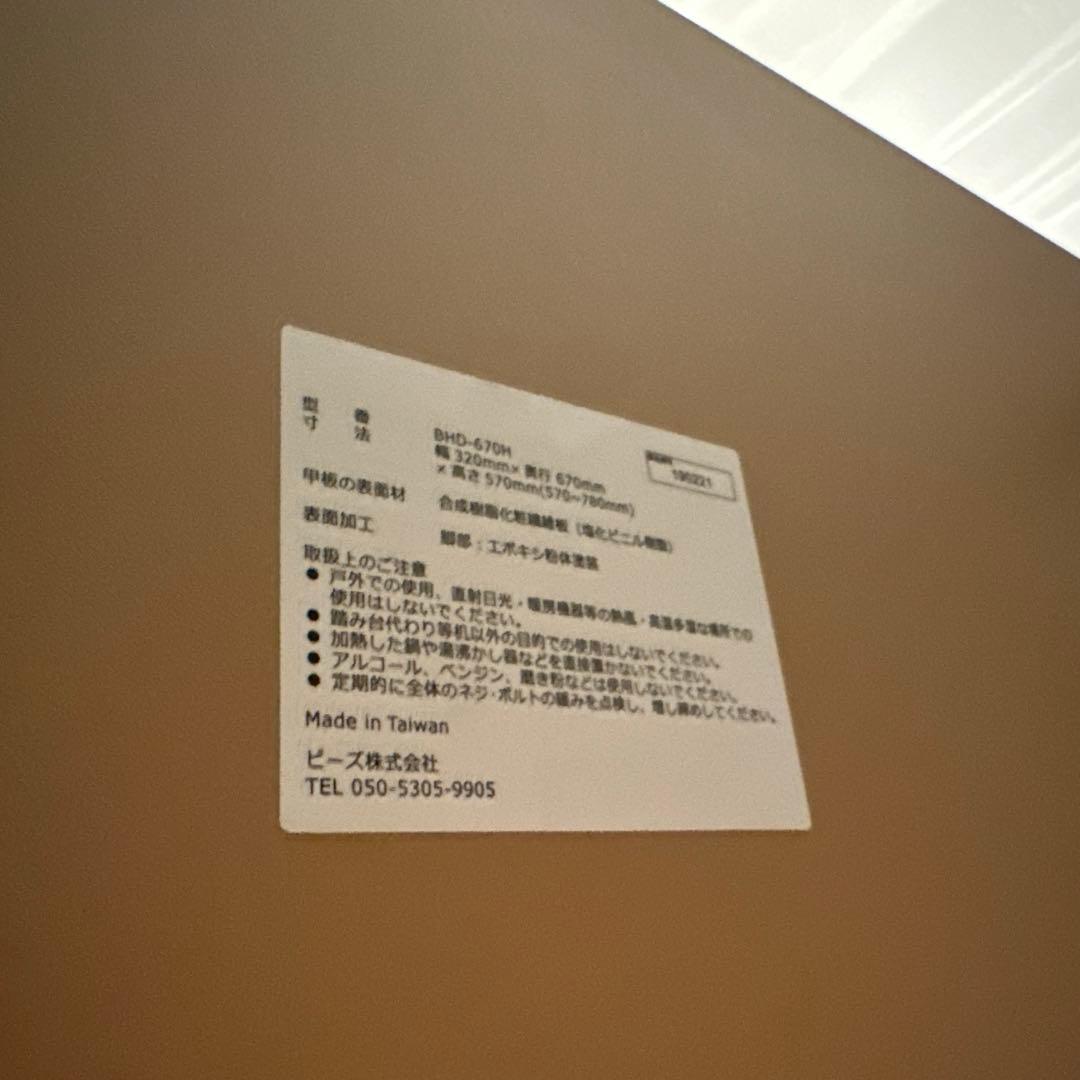 型 番 BHD-670H
寸 法 幅 320mm× 奥行 670mm
× 高さ 570mm(570~780mm)
190221
甲板の表面材 合成樹脂化粧繊維板 (塩化ビニル樹脂)
表面加工 脚部:エポキシ粉体塗装
取扱上のご注意
● 戸外での使用、直射日光・暖房機器等の熱風・高温多湿な場所での
使用はしないでください。
● 踏み台代わり等机以外の目的での使用はしないでください。
● 加熱した鍋や湯沸かし器などを直接置かないでください。
● アルコール、ベンジン、磨き粉などは使用しないでください。
● 定期的に全体のネジ・ボルトの緩みを点検し、増し締めしてください。
Made in Taiwan
ビーズ株式会社
TEL 050-5305-9905